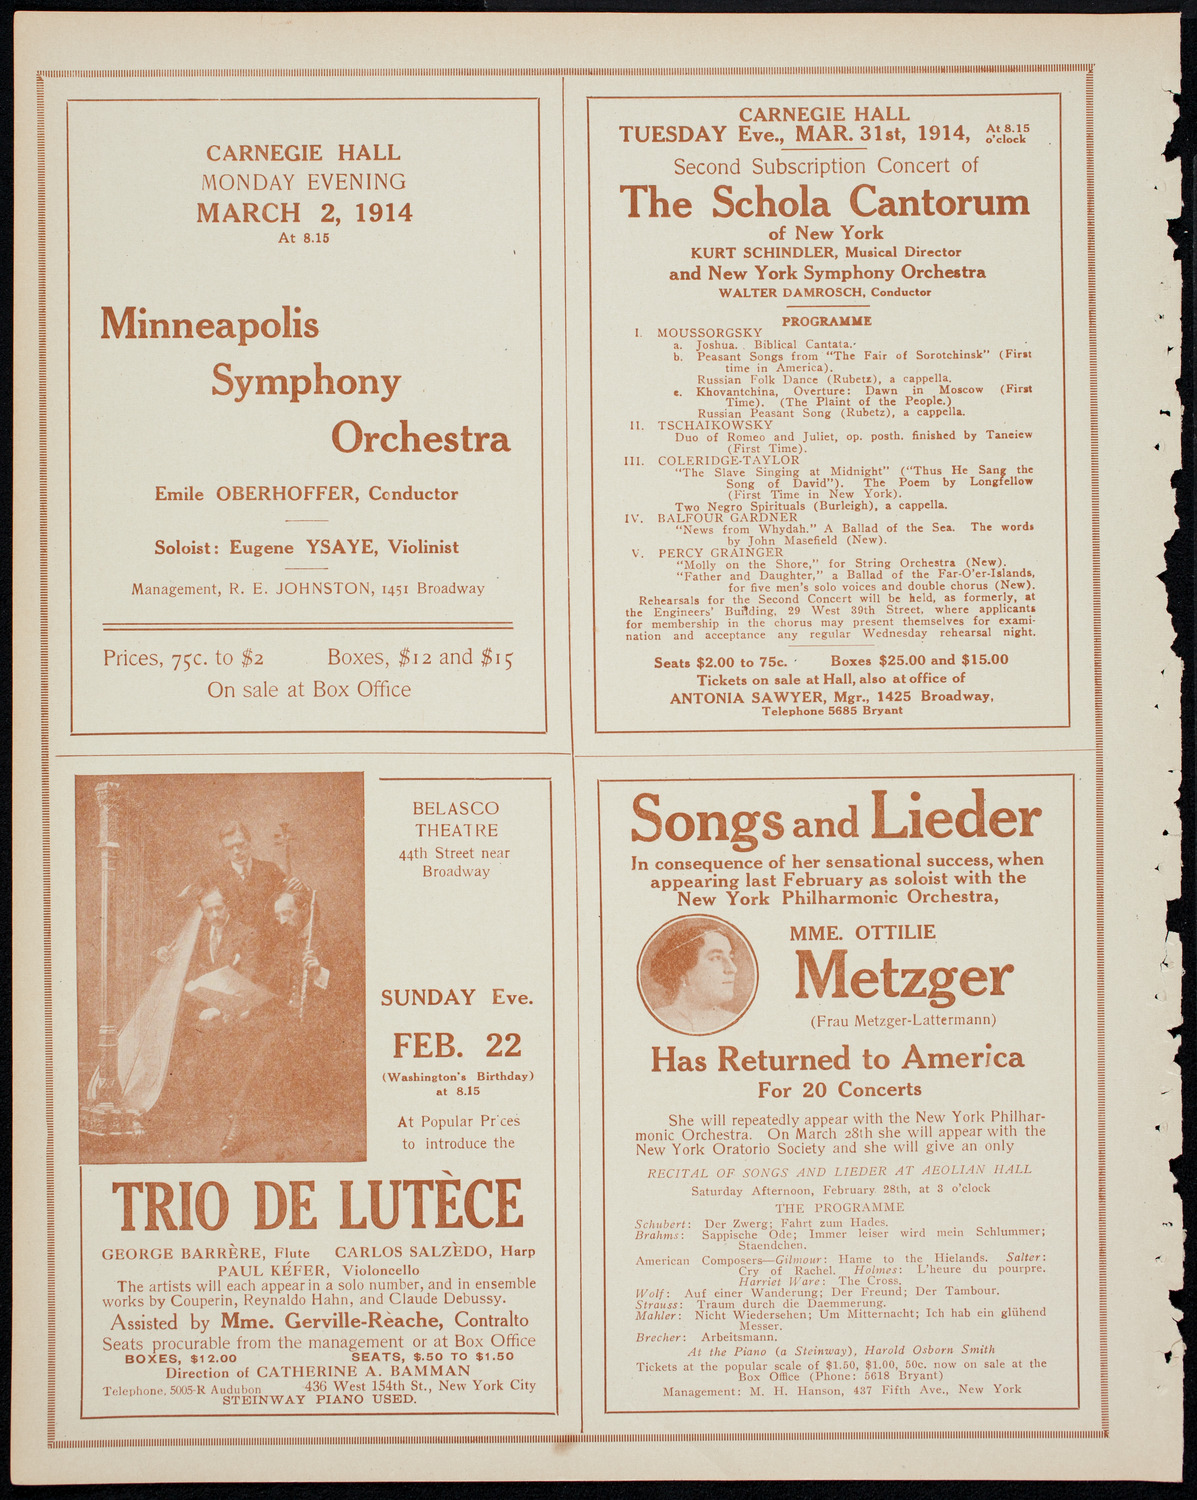 CARNEGIE HALL
MONDAY EVENING
MARCH 2, 1914
At 8.15
Minneapolis
Symphony
Orchestra
Emile OBERHOFFER, Conductor
Soloist: Eugene YSAYE, Violinist
Management, R. E. JOHNSTON, 1451 Broadway
Prices, 75c. to $2 Boxes, $12 and $15
On sale at Box Office
CARNEGIE HALL
TUESDAY Eve., MAR. 31st, 1914, At 8.15 o'clock
Second Subscription Concert of
The Schola Cantorum
of New York
KURT SCHINDLER, Musical Director
and New York Symphony Orchestra
WALTER DAMROSCH, Conductor
PROGRAMME
I. MOUSSORGSKY
a. Joshua. Biblical Cantata.
b. Peasant Songs from "The Fair of Sorotchinsk" (First
time in America).
Russian Folk Dance (Rubetz), a cappella.
c. Khovantchina, Overture: Dawn in Moscow (First
Time). (The Plaint of the People.)
Russian Peasant Song (Rubetz), a cappella.
II. TSCHAIKOWSKY
Duo of Romeo and Juliet, op. posth. finished by Taneiew
(First Time).
III. COLERIDGE-TAYLOR
"The Slave Singing at Midnight" ("Thus He Sang the
Song of David"). The Poem by Longfellow
(First Time in New York).
Two Negro Spirituals (Burleigh), a cappella.
IV. BALFOUR GARDNER
"News from Whydah." A Ballad of the Sea. The words
by John Masefield (New).
V. PERCY GRAINGER
"Molly on the Shore," for String Orchestra (New).
"Father and Daughter," a Ballad of the Far-O'er-Islands,
for five men's solo voices and double chorus (New).
Rehearsals for the Second Concert will be held, as formerly, at
the Engineers' Building, 29 West 39th Street, where applicants
for membership in the chorus may present themselves for exami-
nation and acceptance any regular Wednesday rehearsal night.
Seats $2.00 to 75c. Boxes $25.00 and $15.00
Tickets on sale at Hall, also at office of
ANTONIA SAWYER, Mgr., 1425 Broadway,
Telephone 5685 Bryant
BELASCO
THEATRE
44th Street near
Broadway
SUNDAY Eve.
FEB. 22
(Washington's Birthday)
at 8.15
At Popular Prices
to introduce the
TRIO DE LUTÈCE
GEORGE BARRÈRE, Flute CARLOS SALZÈDO, Harp
PAUL KÉFER, Violoncello
The artists will each appear in a solo number, and in ensemble
works by Couperin, Reynaldo Hahn, and Claude Debussy.
Assisted by Mme. Gerville-Rèache, Contralto
Seats procurable from the management or at Box Office
BOXES, $12.00 SEATS, $.50 TO $1.50
Direction of CATHERINE A. BAMMAN
Telephone, 5005-R Audubon 436 West 154th St., New York City
STEINWAY PIANO USED.
Songs and Lieder
In consequence of her sensational success, when
appearing last February as soloist with the
New York Philharmonic Orchestra,
MME. OTTILIE
Metzger
(Frau Metzger-Lattermann)
Has Returned to America
For 20 Concerts
She will repeatedly appear with the New York Philhar-
monic Orchestra. On March 28th she will appear with the
New York Oratorio Society and she will give an only
RECITAL OF SONGS AND LIEDER AT AEOLIAN HALL
Saturday Afternoon, February 28th, at 3 o'clock
THE PROGRAMME
Schubert: Der Zwerg; Fahrt zum Hades.
Brahms: Sappische Ode; Immer leiser wird mein Schlummer;
Staendchen.
American Composers—Gilmour: Hame to the Hielands. Salter:
Cry of Rachel. Holmes: L'heure du pourpre.
Harriet Ware: The Cross.
Wolf: Auf einer Wanderung; Der Freund; Der Tambour.
Strauss: Traum durch die Daemmerung.
Mahler: Nicht Wiedersehen; Um Mitternacht; Ich hab ein glühend
Messer.
Brecher: Arbeitsmann.
At the Piano (a Steinway), Harold Osborn Smith
Tickets at the popular scale of $1.50, $1.00, 50c. now on sale at the
Box Office (Phone: 5618 Bryant)
Management: M. H. Hanson, 437 Fifth Ave., New York